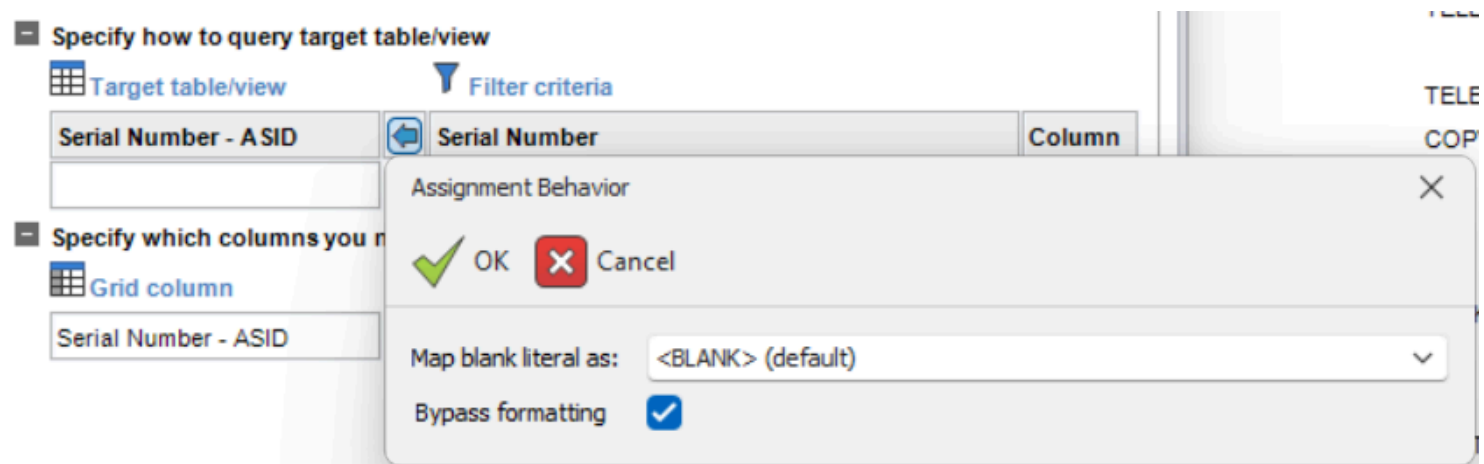 Specify how to query target table/view
Target table/view Filter criteria
TELE
Serial Number - ASID Serial Number Column
COP
Assignment Behavior
Specify which columns you
OK Cancel
Grid column
Serial Number - ASID
Map blank literal as: <BLANK> (default)
Bypass formatting